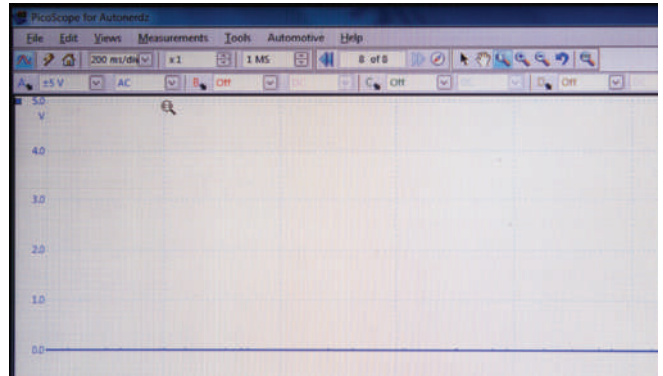 PicoScope for Autonerdz
File Edit Views Measurements Tools Automotive Help
200 ms/div x1 1 MS 8 of 8
A ±5 V AC B Off C Off D Off
5.0
V
4.0
3.0
2.0
1.0
0.0